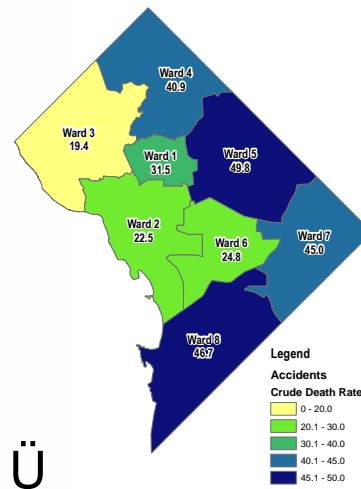 Ward 4
40.9
Ward 3
19.4
Ward 1
31.5
Ward 5
49.8
Ward 2
22.5
Ward 6
24.8
Ward 7
45.0
Ward 8
46.7
Legend
Accidents
Crude Death Rate
0 - 20.0
20.1 - 30.0
30.1 - 40.0
40.1 - 45.0
45.1 - 50.0
Ü